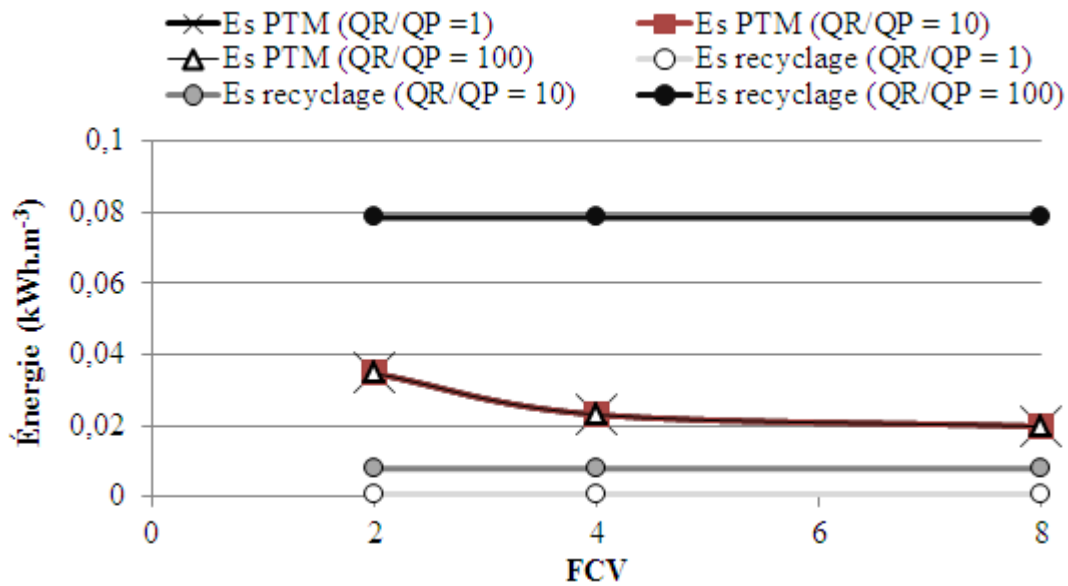 Es PTM (QR/QP =1) Es PTM (QR/QP = 10)
Es PTM (QR/QP = 100) Es recyclage (QR/QP = 1)
Es recyclage (QR/QP = 10) Es recyclage (QR/QP = 100)
0,1
0,08
0,06
0,04
0,02
0
Énergie (kWh.m-3)
0 2 4 6 8
FCV